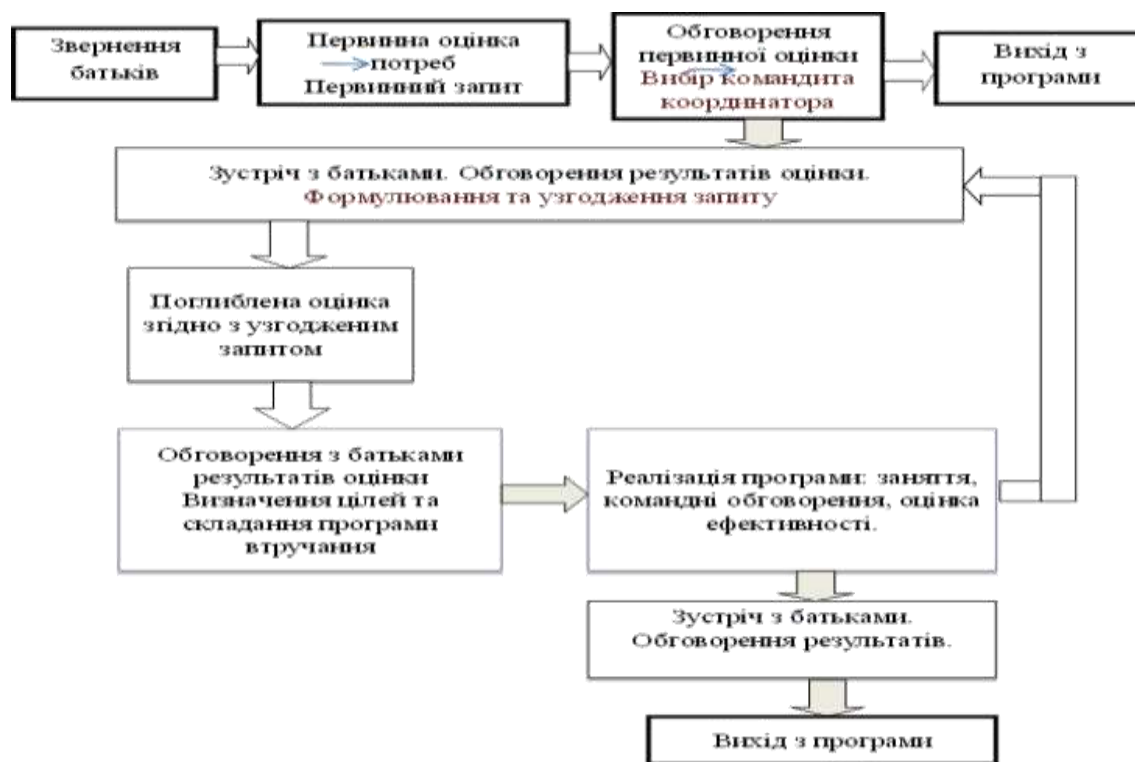 Звернення
батьків
Первинна оцінка
потреб
Первинний запит
Обговорення
первинної оцінки
Вибір командита
координатора
Вихід з
програми
Зустріч з батьками. Обговорення результатів оцінки.
Формулювання та узгодження запиту
Поглиблена оцінка
згідно з узгодженим
запитом
Обговорення з батьками
результатів оцінки
Визначення цілей та
складання програми
втручання
Реалізація програми: заняття,
командні обговорення, оцінка
ефективності.
Зустріч з батьками.
Обговорення результатів.
Вихід з програми